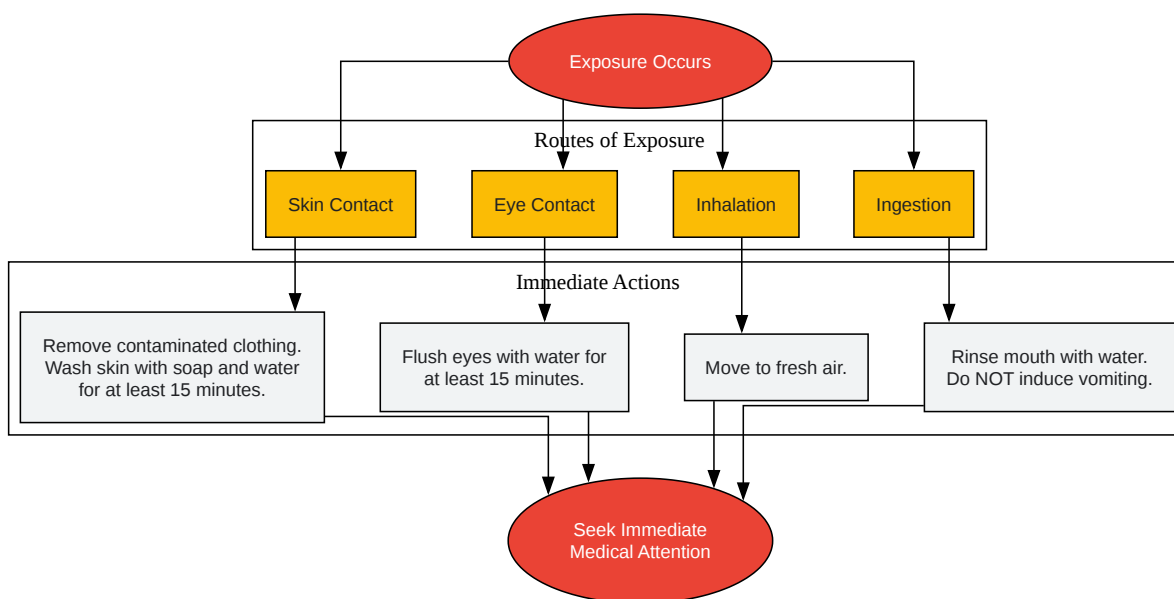 Exposure Occurs
Routes of Exposure
Skin Contact
Eye Contact
Inhalation
Ingestion
Immediate Actions
Remove contaminated clothing.
Wash skin with soap and water
for at least 15 minutes.
Flush eyes with water for
at least 15 minutes.
Move to fresh air.
Rinse mouth with water.
Do NOT induce vomiting.
Seek Immediate
Medical Attention